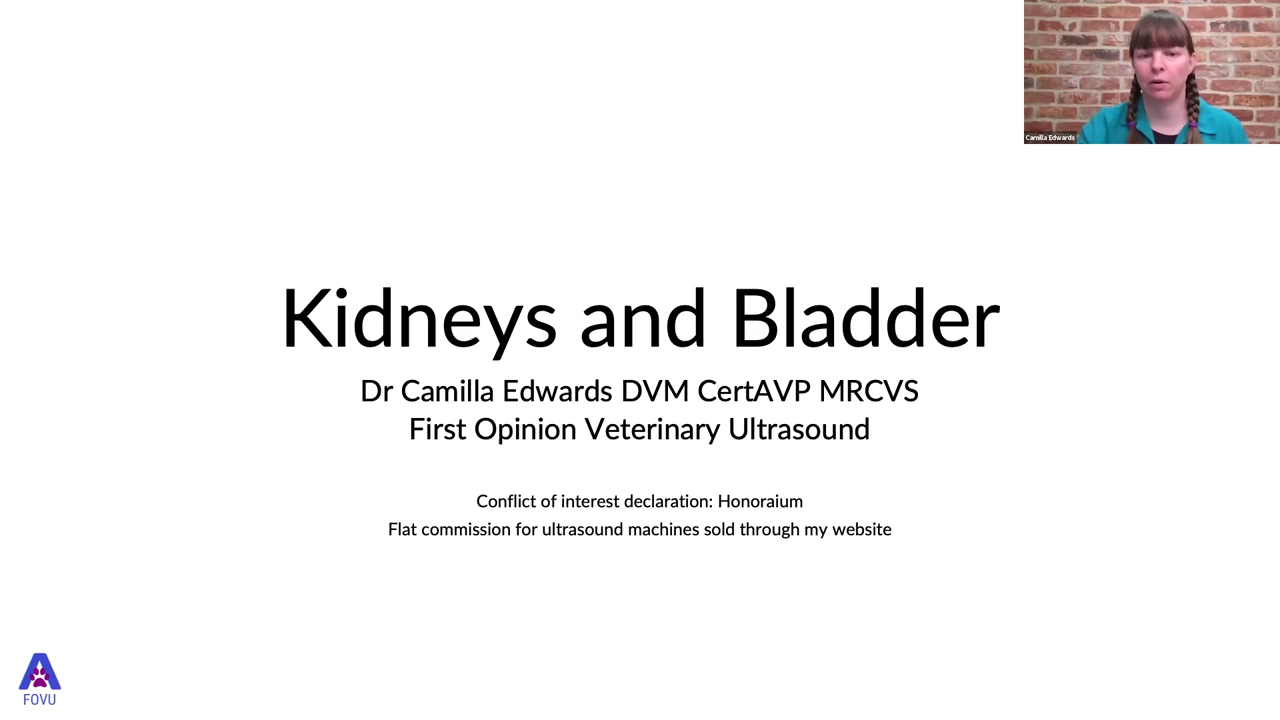 Camilla Edwards
Kidneys and Bladder
Dr Camilla Edwards DVM CertAVP MRCVS
First Opinion Veterinary Ultrasound
Conflict of interest declaration: Honoraium
Flat commission for ultrasound machines sold through my website
A
FOVU